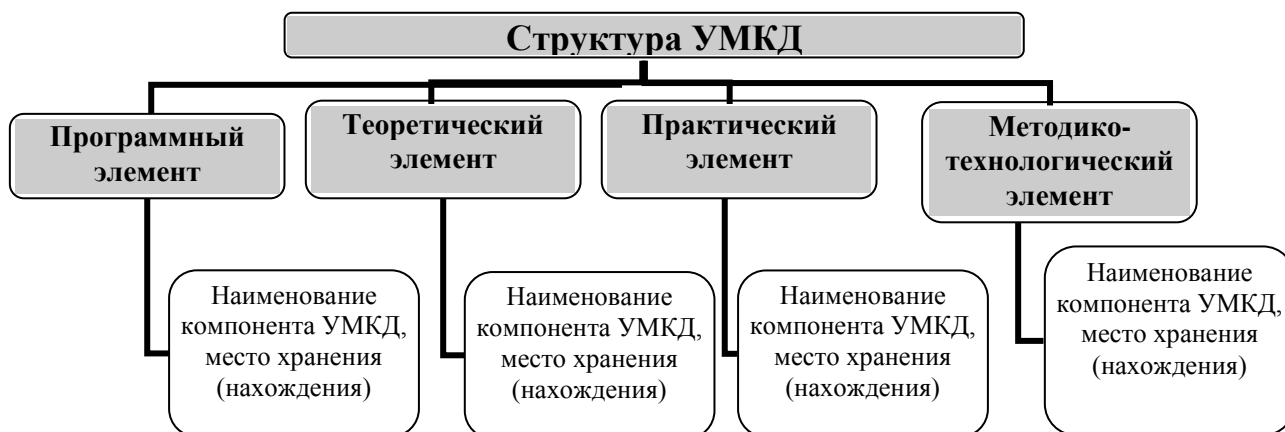 Структура УМКД
Программный
элемент
Теоретический
элемент
Практический
элемент
Методико-
технологический
элемент
Наименование
компонента УМКД,
место хранения
(нахождения)
Наименование
компонента УМКД,
место хранения
(нахождения)
Наименование
компонента УМКД,
место хранения
(нахождения)
Наименование
компонента УМКД,
место хранения
(нахождения)